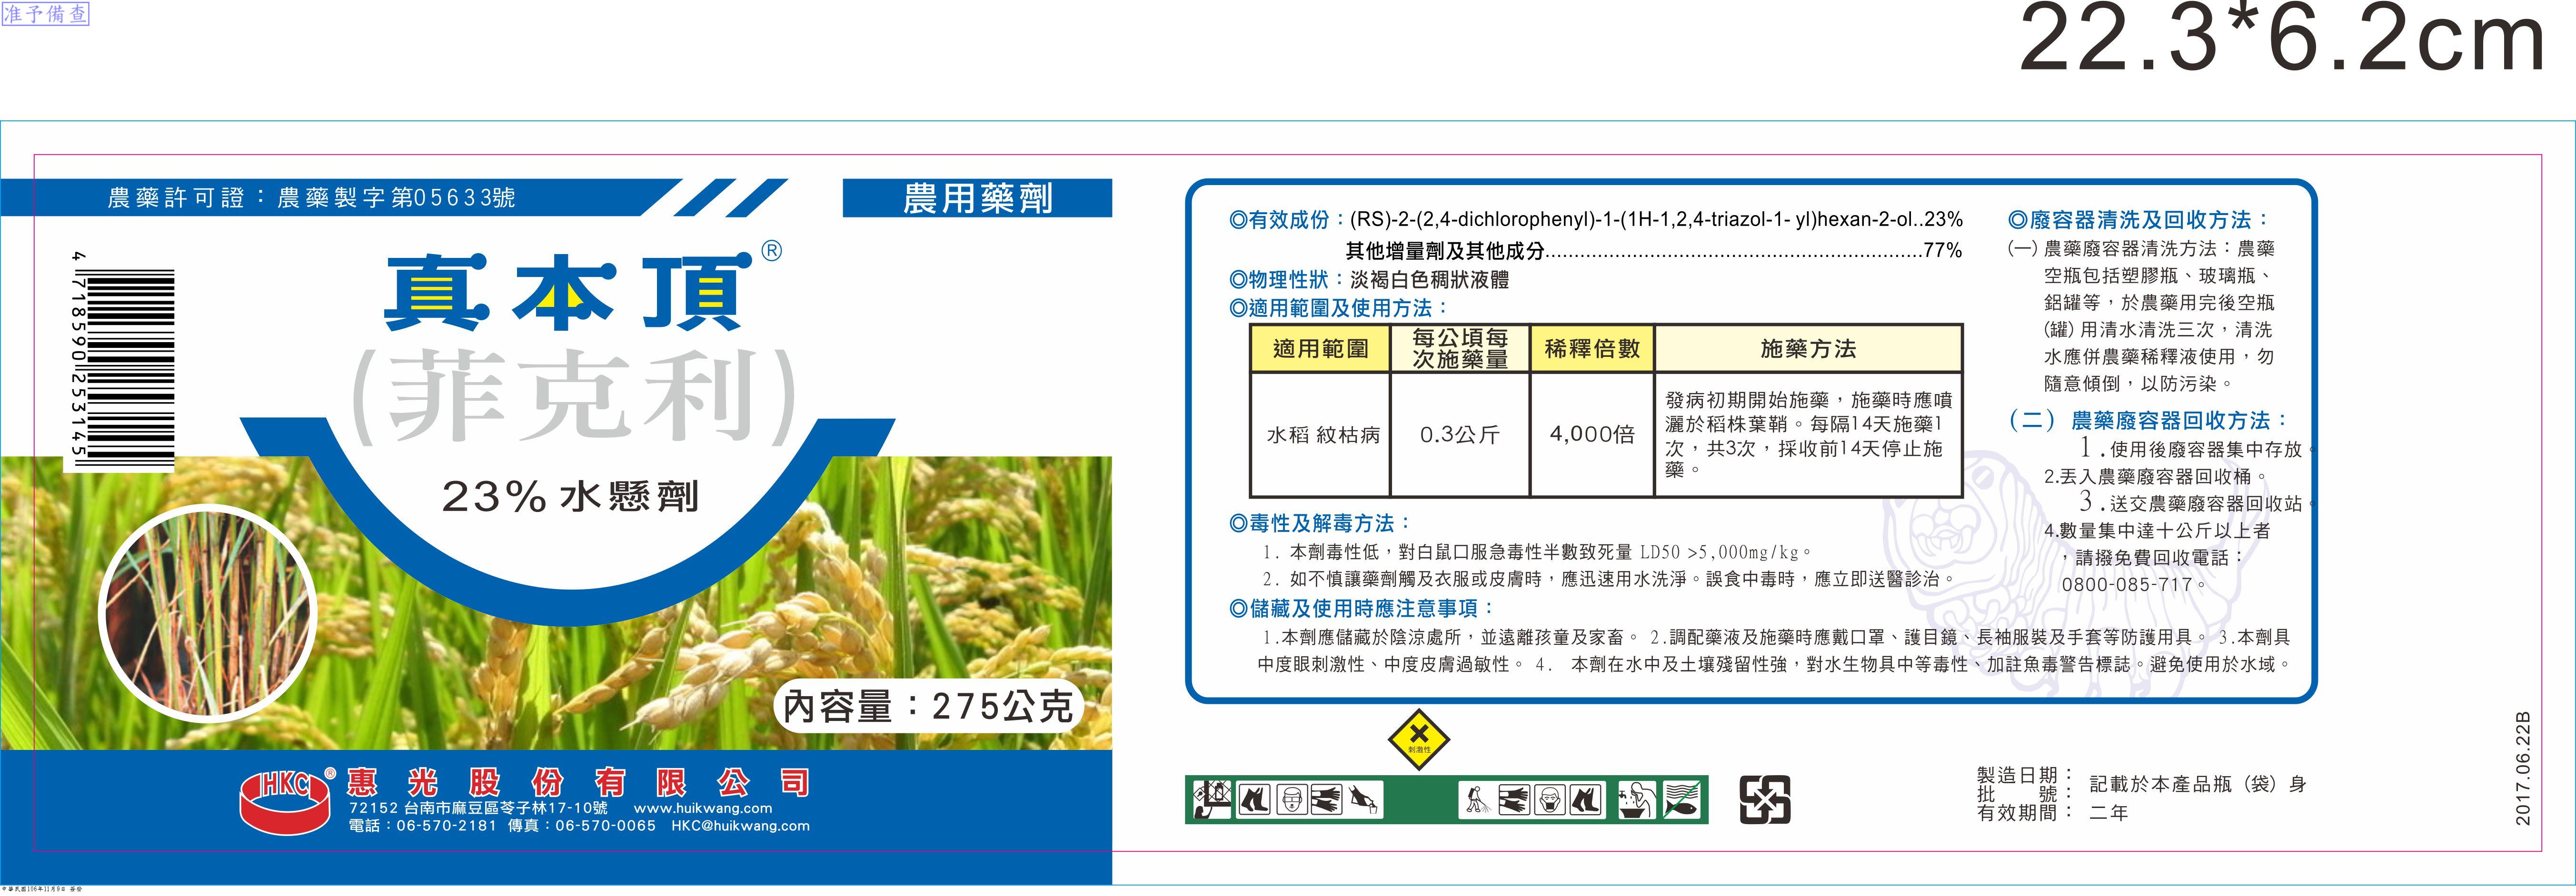 准予備查
22.3*6.2cm
農藥許可證：農藥製字第05633號
農用藥劑
4 718590 253145
真本頂®
(菲克利)
23% 水懸劑
內容量：275公克
HKC® 惠光股份有限公司
72152 台南市麻豆區苓子林17-10號 www.huikwang.com
電話：06-570-2181 傳真：06-570-0065 HKC@huikwang.com
◎有效成份：(RS)-2-(2,4-dichlorophenyl)-1-(1H-1,2,4-triazol-1- yl)hexan-2-ol..23%
其他增量劑及其他成分.................................................................77%
◎物理性狀：淡褐白色稠狀液體
◎適用範圍及使用方法：
適用範圍 每公頃每次施藥量 稀釋倍數 施藥方法
水稻 紋枯病 0.3公斤 4,000倍
發病初期開始施藥，施藥時應噴
灑於稻株葉鞘。每隔14天施藥1
次，共3次，採收前14天停止施
藥。
◎毒性及解毒方法：
1. 本劑毒性低，對白鼠口服急毒性半數致死量 LD50 >5,000mg/kg。
2. 如不慎讓藥劑觸及衣服或皮膚時，應迅速用水洗淨。誤食中毒時，應立即送醫診治。
◎儲藏及使用時應注意事項：
1.本劑應儲藏於陰涼處所，並遠離孩童及家畜。 2.調配藥液及施藥時應戴口罩、護目鏡、長袖服裝及手套等防護用具。 3.本劑具
中度眼刺激性、中度皮膚過敏性。 4. 本劑在水中及土壤殘留性強，對水生物具中等毒性、加註魚毒警告標誌。避免使用於水域。
◎廢容器清洗及回收方法：
(一)農藥廢容器清洗方法：農藥
空瓶包括塑膠瓶、玻璃瓶、
鋁罐等，於農藥用完後空瓶
(罐)用清水清洗三次，清洗
水應併農藥稀釋液使用，勿
隨意傾倒，以防污染。
(二) 農藥廢容器回收方法：
1.使用後廢容器集中存放。
2.丟入農藥廢容器回收桶。
3.送交農藥廢容器回收站。
4.數量集中達十公斤以上者
，請撥免費回收電話：
0800-085-717。
刺激性
製造日期：
批 號：
記載於本產品瓶（袋）身
有效期間：二年
2017.06.22B
中華民國106年11月9日 簽發